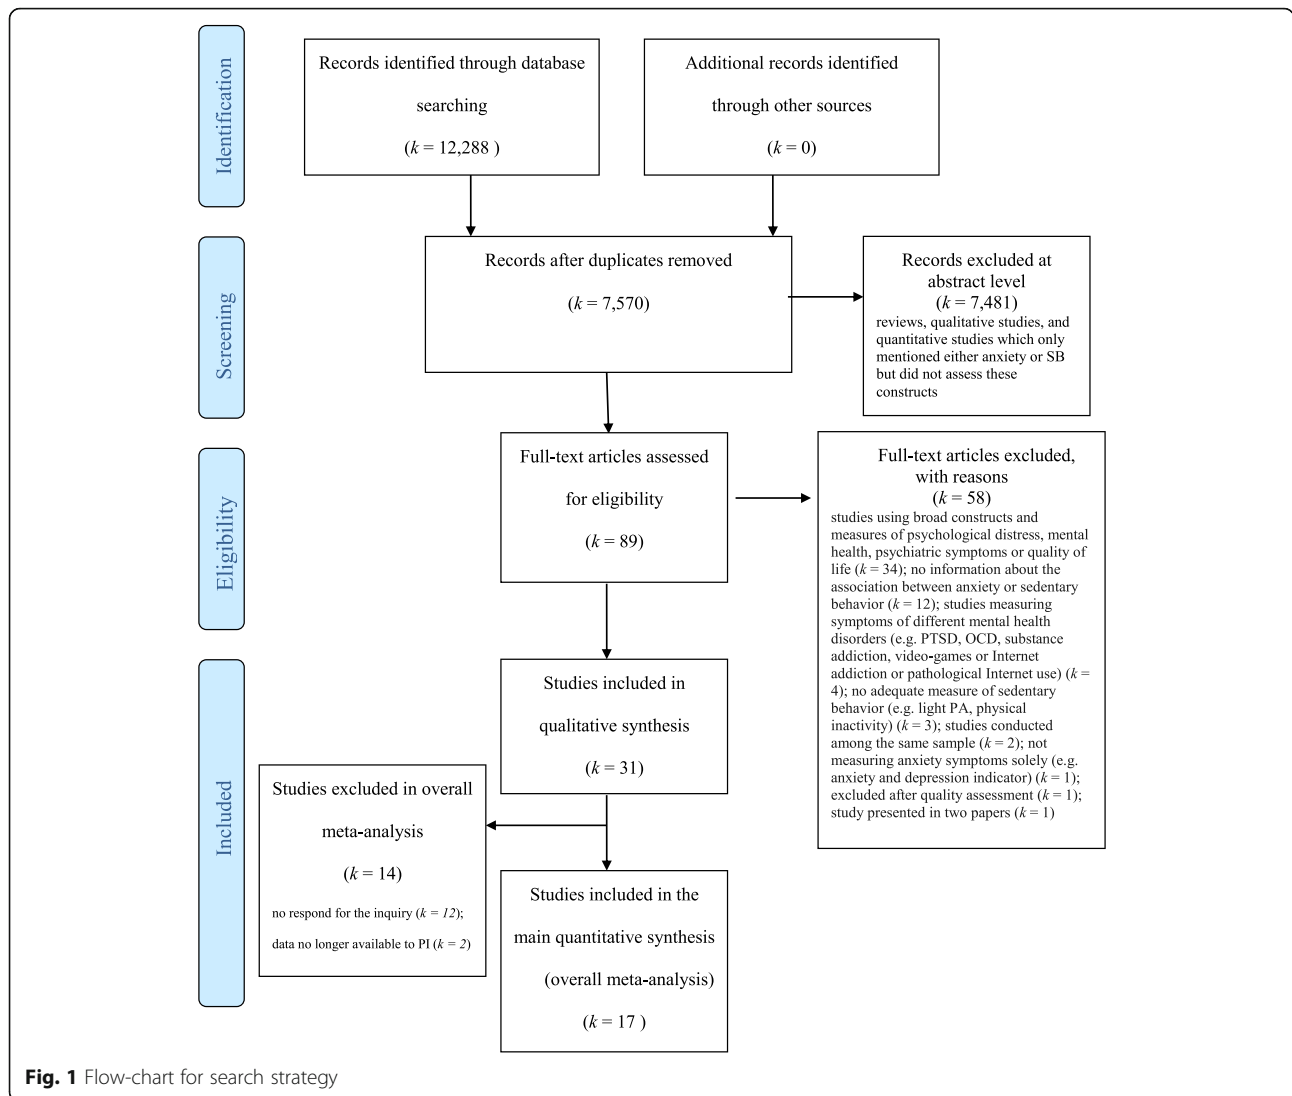 Identification
Records identified through database
searching
(k = 12,288 )
Additional records identified
through other sources
(k = 0)
Screening
Records after duplicates removed
(k = 7,570)
Records excluded at
abstract level
(k = 7,481)
reviews, qualitative studies, and
quantitative studies which only
mentioned either anxiety or SB
but did not assess these
constructs
Eligibility
Full-text articles assessed
for eligibility
(k = 89)
Full-text articles excluded,
with reasons
(k = 58)
studies using broad constructs and
measures of psychological distress, mental
health, psychiatric symptoms or quality of
life (k = 34); no information about the
association between anxiety or sedentary
behavior (k = 12); studies measuring
symptoms of different mental health
disorders (e.g. PTSD, OCD, substance
addiction, video-games or Internet
addiction or pathological Internet use) (k =
4); no adequate measure of sedentary
behavior (e.g. light PA, physical
inactivity) (k = 3); studies conducted
among the same sample (k = 2); not
measuring anxiety symptoms solely (e.g.
anxiety and depression indicator) (k = 1);
excluded after quality assessment (k = 1);
study presented in two papers (k = 1)
Included
Studies included in
qualitative synthesis
(k = 31)
Studies excluded in overall
meta-analysis
(k = 14)
no respond for the inquiry (k = 12);
data no longer available to PI (k = 2)
Studies included in the
main quantitative synthesis
(overall meta-analysis)
(k = 17 )
Fig. 1 Flow-chart for search strategy